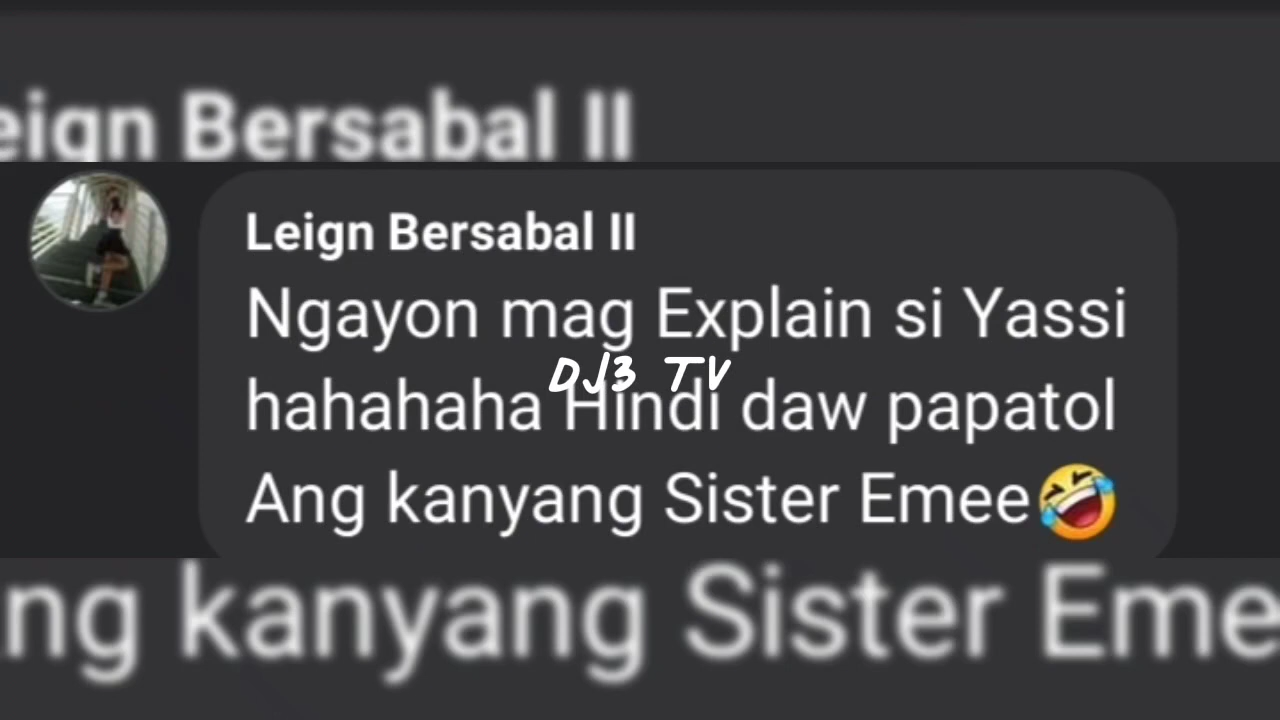 eign Bersabal II
Leign Bersabal II
Ngayon mag Explain si Yassi
DJ3 TV
hahahaha Hindi daw papatol
Ang kanyang Sister Emee🤣
ng kanyang Sister Eme